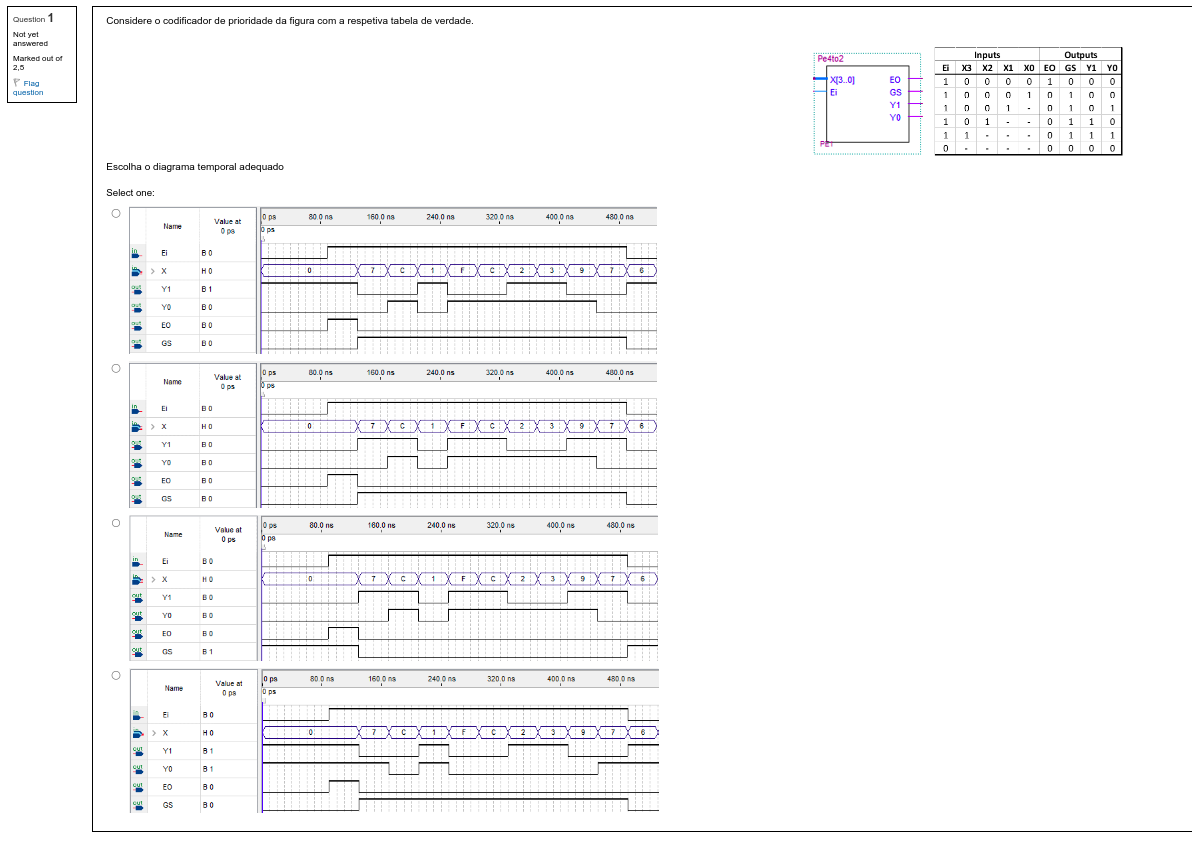 Question 1
Not yet
answered
Marked out of
2,5
Flag
question
Considere o codificador de prioridade da figura com a respetiva tabela de verdade.
Pe4to2
X[3..0] EO
Ei GS
Y1
Y0
PE1
Inputs Outputs
Ei X3 X2 X1 X0 EO GS Y1 Y0
1 0 0 0 0 1 0 0 0
1 0 0 0 1 0 1 0 0
1 0 0 1 - 0 1 0 1
1 0 1 - - 0 1 1 0
1 1 - - - 0 1 1 1
0 - - - - 0 0 0 0
Escolha o diagrama temporal adequado
Select one:
Name Value at 0 ps 0 ps 80.0 ns 160.0 ns 240.0 ns 320.0 ns 400.0 ns 480.0 ns
0 ps
in Ei B 0
in > X H 0 0 7 C 1 F C 2 3 9 7 6
out Y1 B 1
out Y0 B 0
out EO B 0
out GS B 0
Name Value at 0 ps 0 ps 80.0 ns 160.0 ns 240.0 ns 320.0 ns 400.0 ns 480.0 ns
0 ps
in Ei B 0
in > X H 0 0 7 C 1 F C 2 3 9 7 6
out Y1 B 0
out Y0 B 0
out EO B 0
out GS B 0
Name Value at 0 ps 0 ps 80.0 ns 160.0 ns 240.0 ns 320.0 ns 400.0 ns 480.0 ns
0 ps
in Ei B 0
in > X H 0 0 7 C 1 F C 2 3 9 7 6
out Y1 B 0
out Y0 B 0
out EO B 0
out GS B 1
Name Value at 0 ps 0 ps 80.0 ns 160.0 ns 240.0 ns 320.0 ns 400.0 ns 480.0 ns
0 ps
in Ei B 0
in > X H 0 0 7 C 1 F C 2 3 9 7 6
out Y1 B 1
out Y0 B 1
out EO B 0
out GS B 0